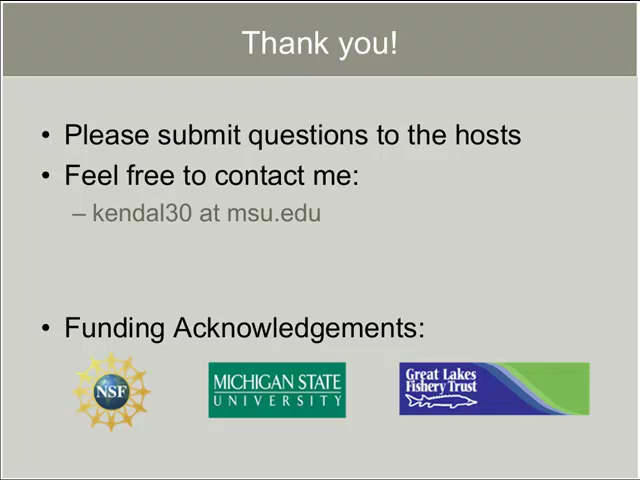 Thank you!
• Please submit questions to the hosts
• Feel free to contact me:
– kendal30 at msu.edu
• Funding Acknowledgements:
NSF
MICHIGAN STATE
UNIVERSITY
Great Lakes
Fishery Trust